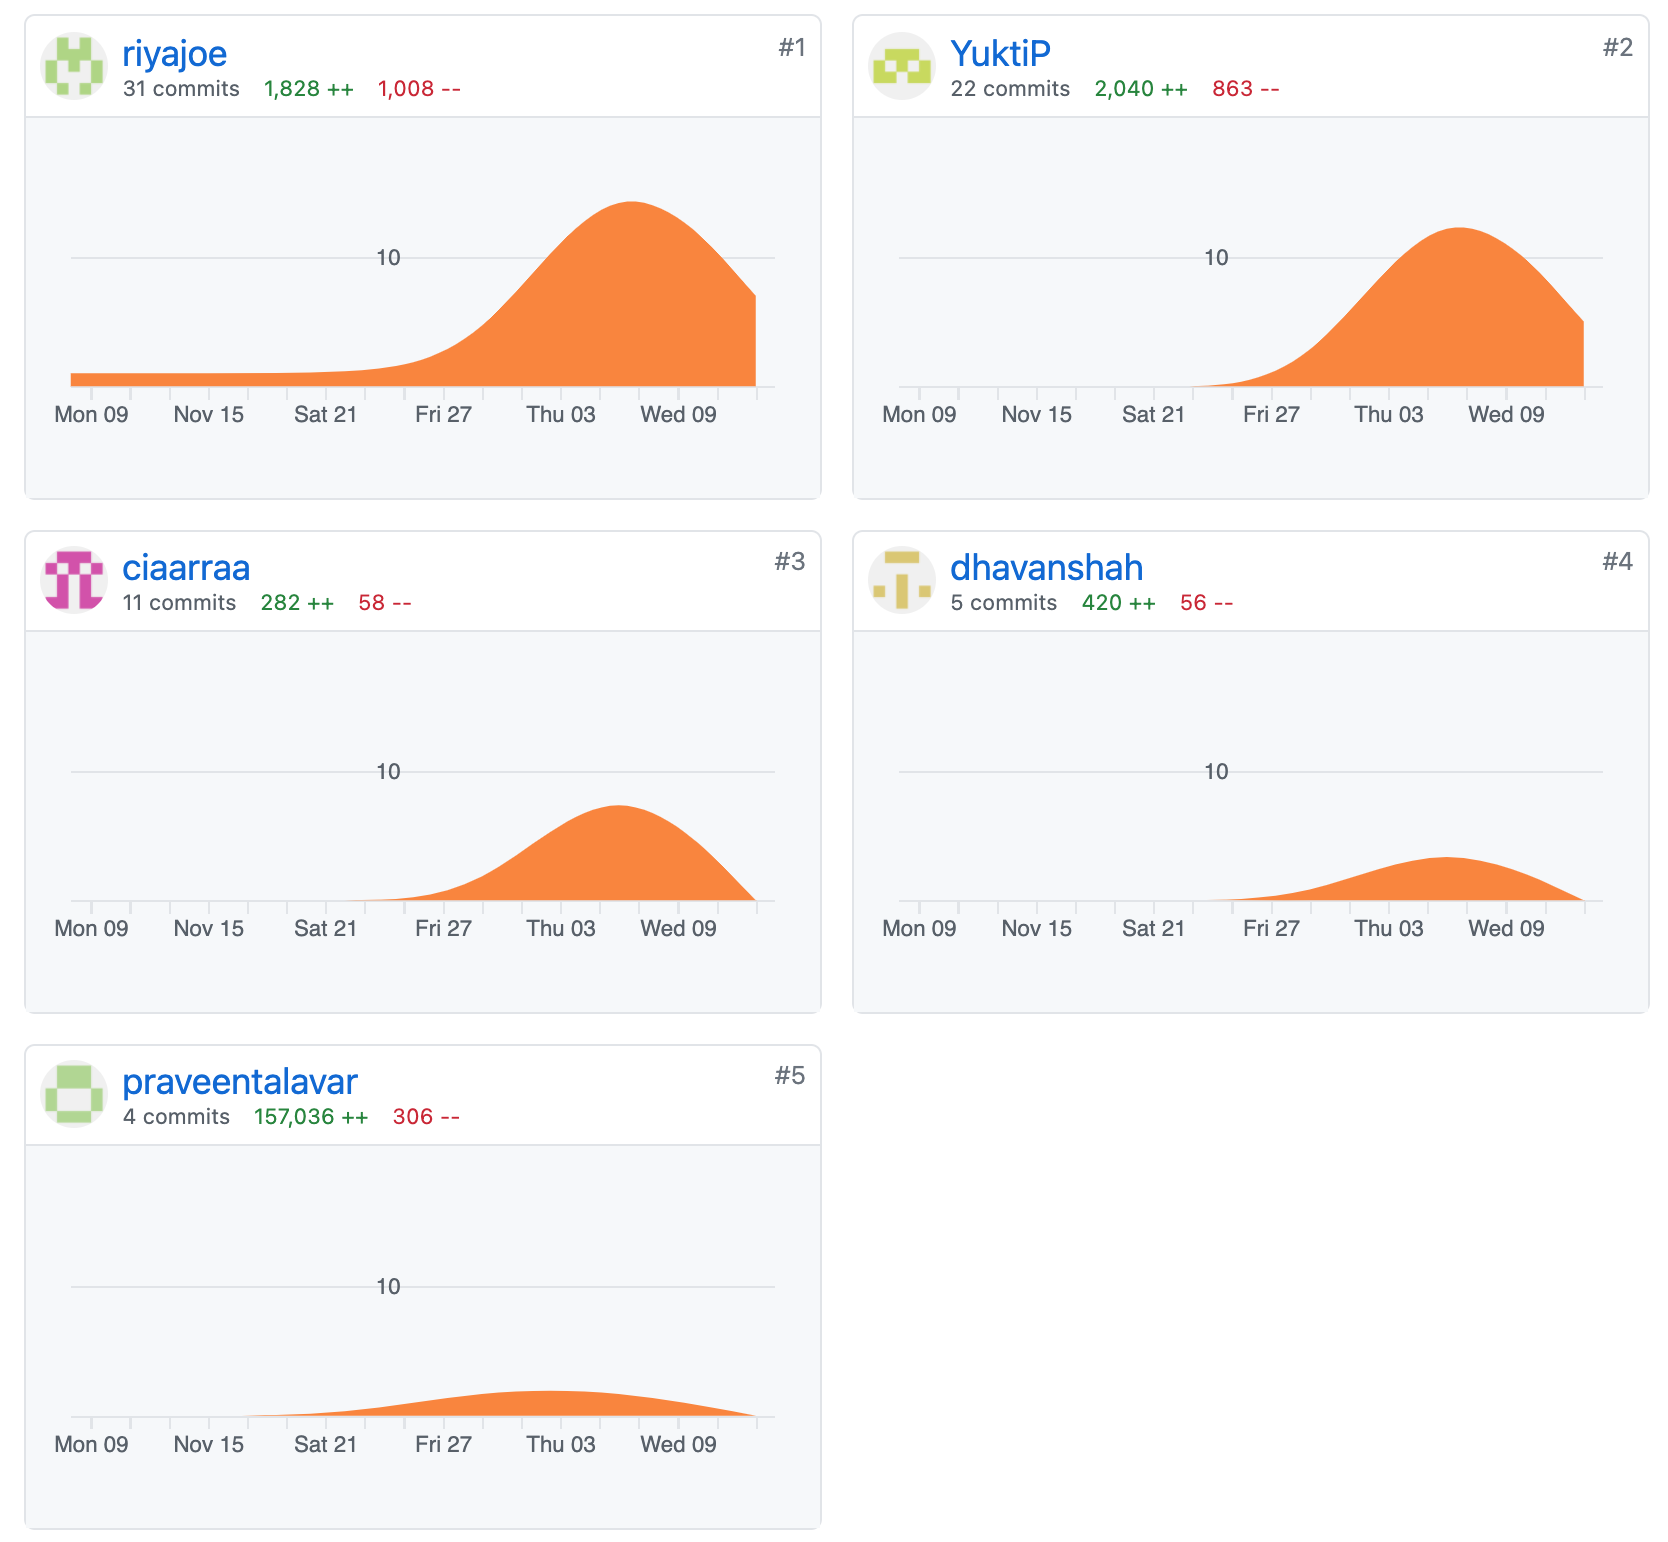 riyajoe
#1
31 commits 1,828 ++ 1,008 --
10
Mon 09 Nov 15 Sat 21 Fri 27 Thu 03 Wed 09
YuktiP
#2
22 commits 2,040 ++ 863 --
10
Mon 09 Nov 15 Sat 21 Fri 27 Thu 03 Wed 09
ciaarraa
#3
11 commits 282 ++ 58 --
10
Mon 09 Nov 15 Sat 21 Fri 27 Thu 03 Wed 09
dhavanshah
#4
5 commits 420 ++ 56 --
10
Mon 09 Nov 15 Sat 21 Fri 27 Thu 03 Wed 09
praveentalavar
#5
4 commits 157,036 ++ 306 --
10
Mon 09 Nov 15 Sat 21 Fri 27 Thu 03 Wed 09